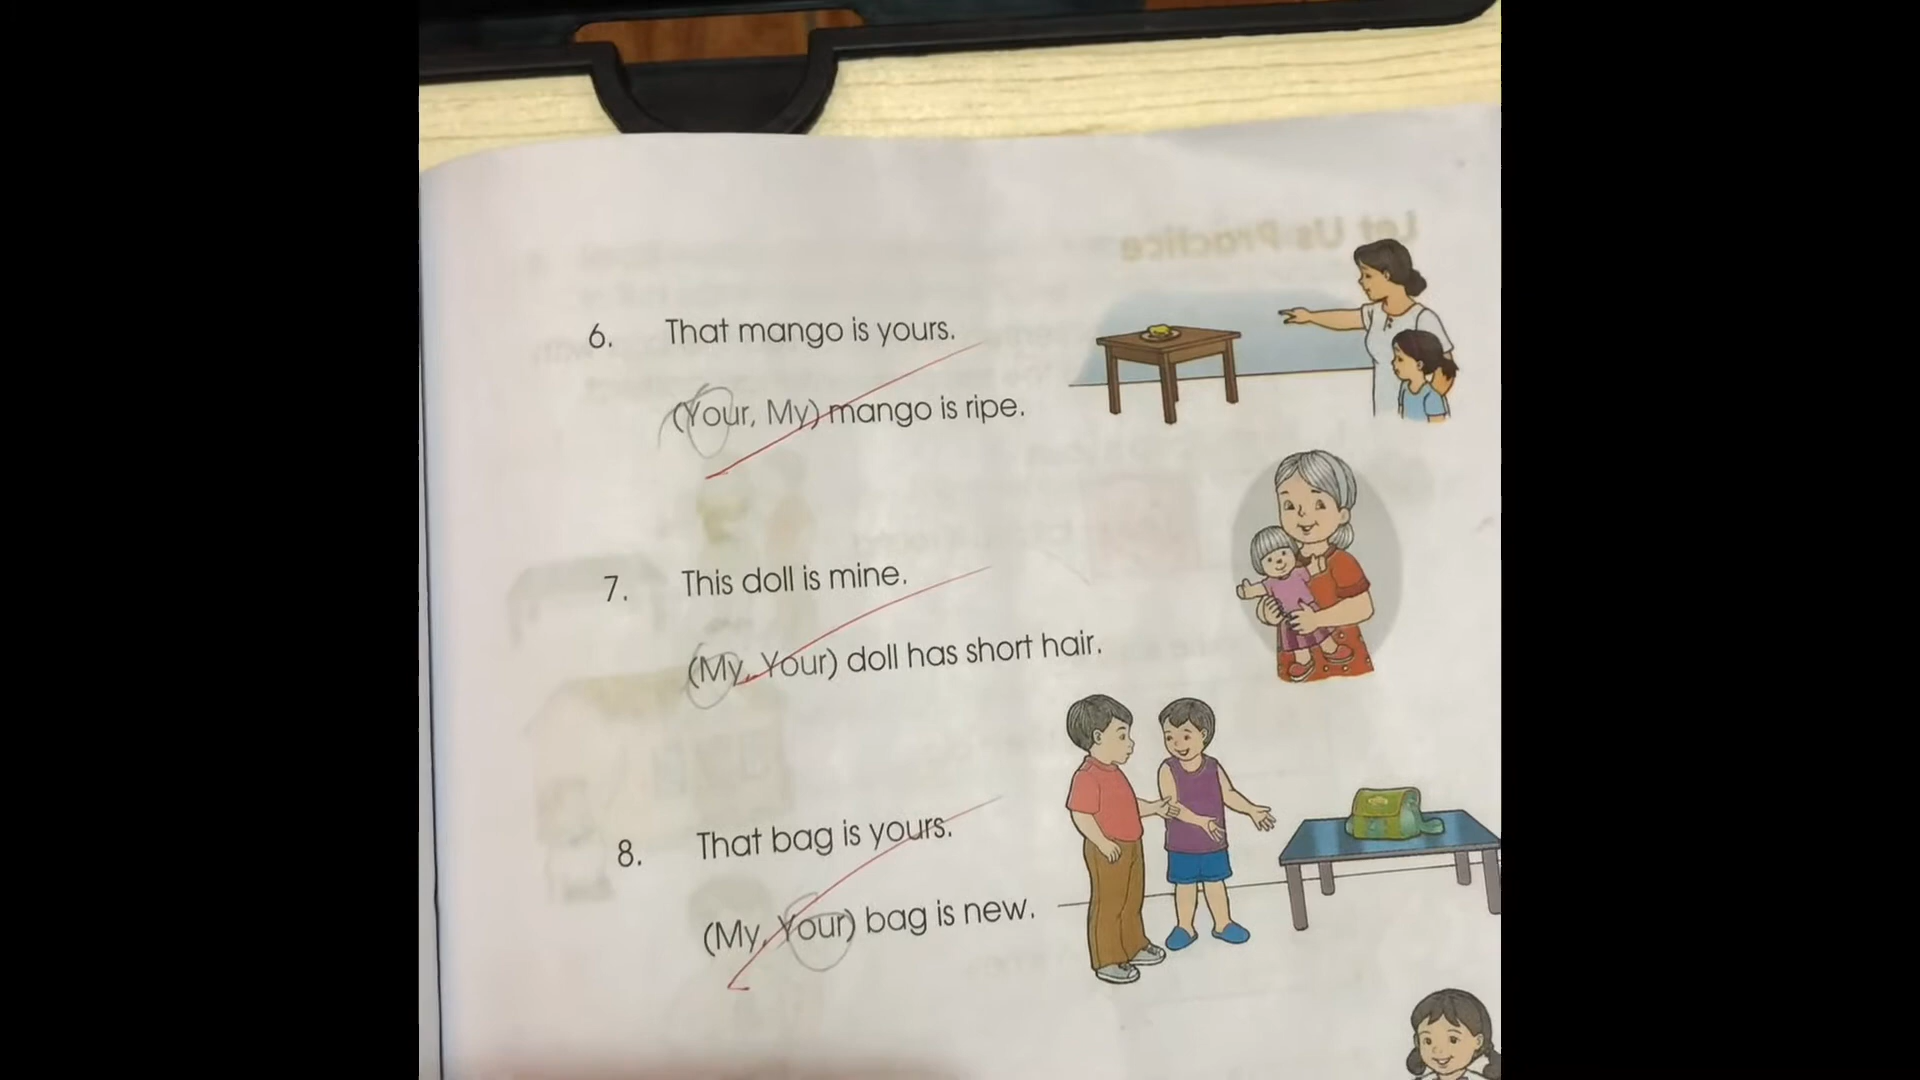 6. That mango is yours.
(Your, My) mango is ripe.
7. This doll is mine.
(My, Your) doll has short hair.
8. That bag is yours.
(My, Your) bag is new.